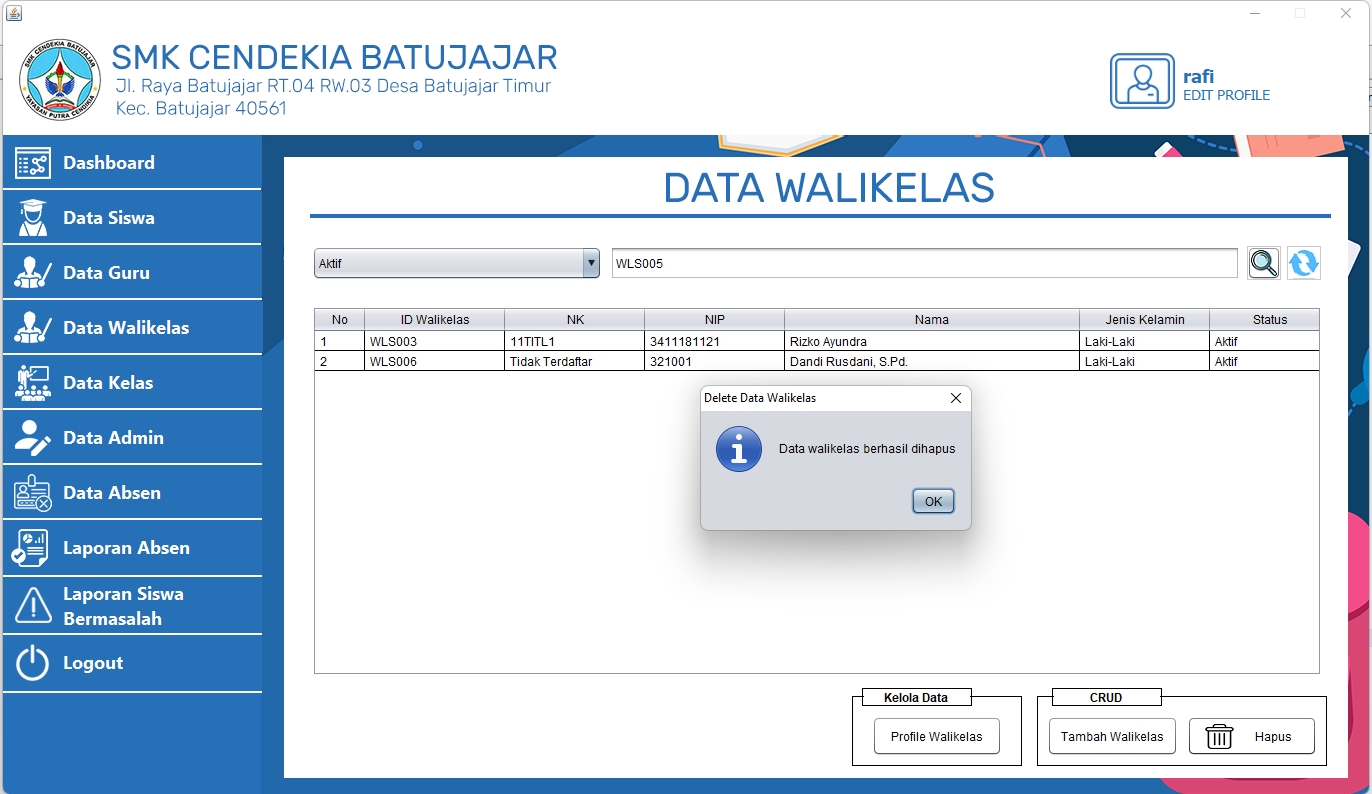 SMK CENDEKIA BATUJAJAR
YAYASAN PUTRA CENDIKIA
SMK CENDEKIA BATUJAJAR
Jl. Raya Batujajar RT.04 RW.03 Desa Batujajar Timur
Kec. Batujajar 40561
rafi
EDIT PROFILE
Dashboard
Data Siswa
Data Guru
Data Walikelas
Data Kelas
Data Admin
Data Absen
Laporan Absen
Laporan Siswa
Bermasalah
Logout
DATA WALIKELAS
Aktif WLS005
No ID Walikelas NK NIP Nama Jenis Kelamin Status
1 WLS003 11TITL1 3411181121 Rizko Ayundra Laki-Laki Aktif
2 WLS006 Tidak Terdaftar 321001 Dandi Rusdani, S.Pd. Laki-Laki Aktif
Delete Data Walikelas
Data walikelas berhasil dihapus
OK
Kelola Data
Profile Walikelas
CRUD
Tambah Walikelas Hapus